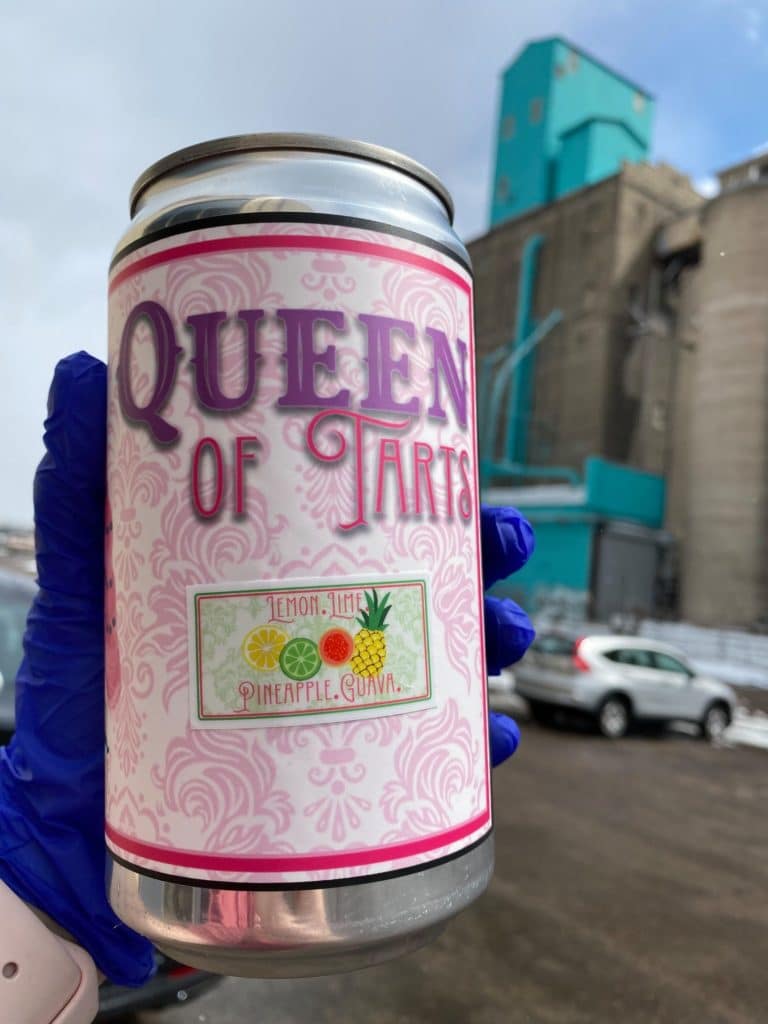 Queen
of Tarts
Lemon. Lime.
Pineapple. Guava.